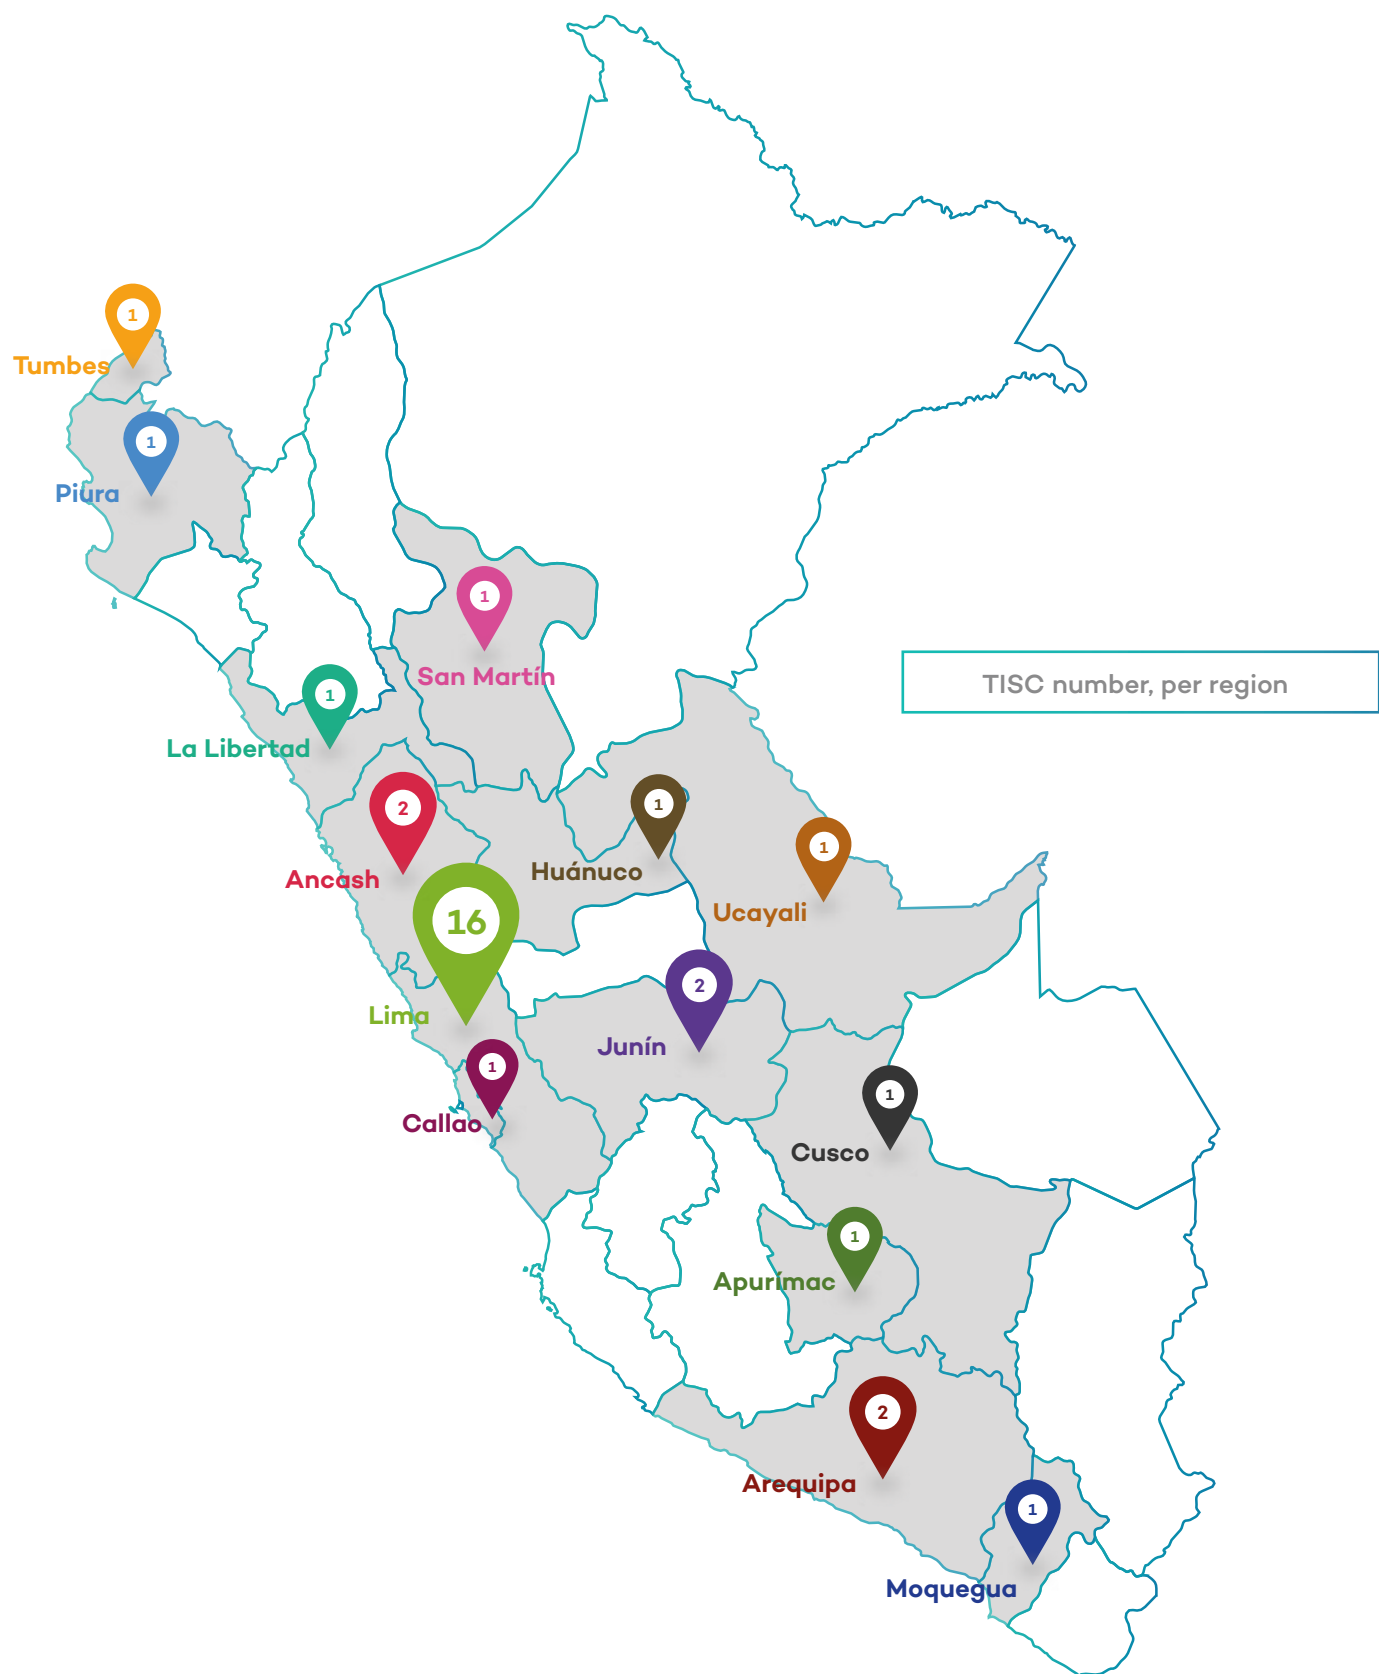 1
Tumbes
1
Piura
1
San Martín
TISC number, per region
1
La Libertad
2
Ancash
1
Huánuco
1
Ucayali
16
Lima
2
Junín
1
Callao
1
Cusco
1
Apurímac
2
Arequipa
1
Moquegua